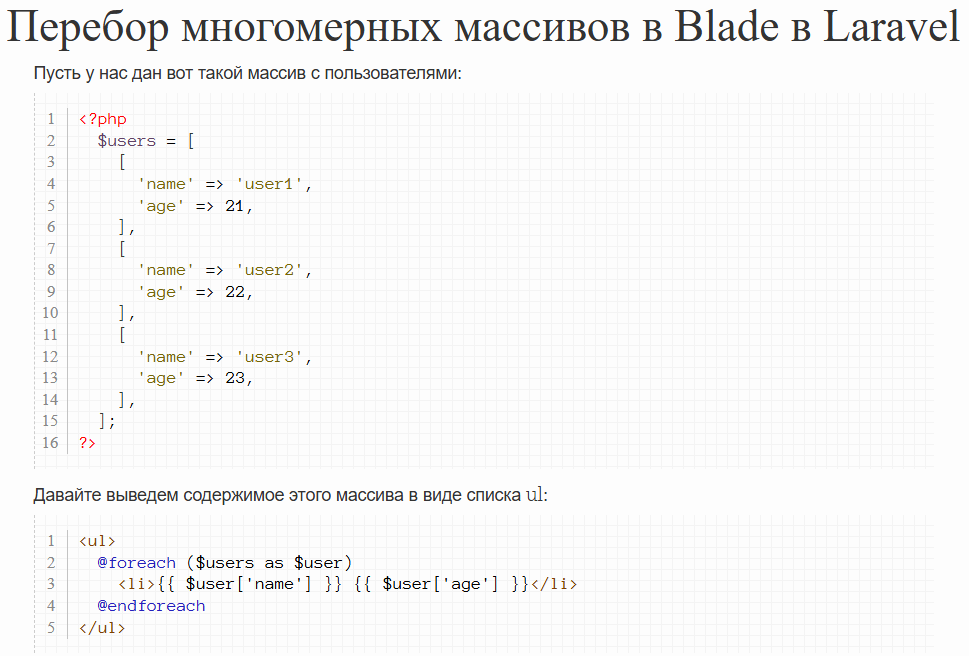 Перебор многомерных массивов в Blade в Laravel
Пусть у нас дан вот такой массив с пользователями:
1 <?php
2 $users = [
3 [
4 'name' => 'user1',
5 'age' => 21,
6 ],
7 [
8 'name' => 'user2',
9 'age' => 22,
10 ],
11 [
12 'name' => 'user3',
13 'age' => 23,
14 ],
15 ];
16 ?>
Давайте выведем содержимое этого массива в виде списка ul:
1 <ul>
2 @foreach ($users as $user)
3 <li>{{ $user['name'] }} {{ $user['age'] }}</li>
4 @endforeach
5 </ul>